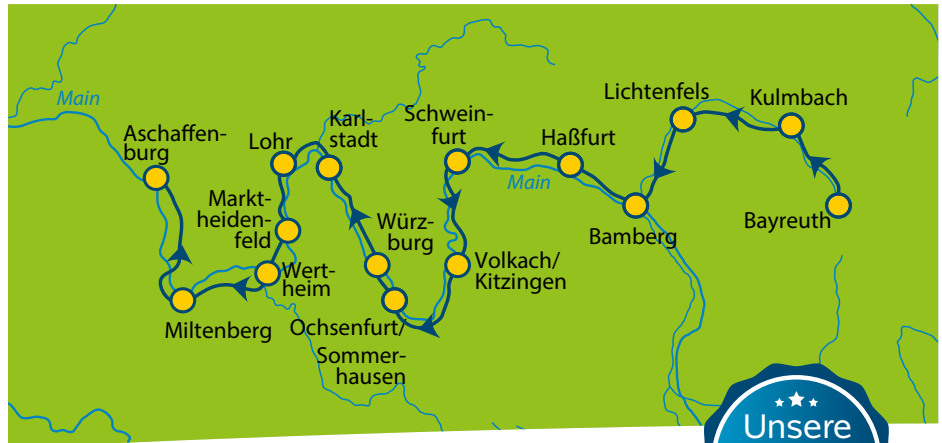 Main
Aschaffen-
burg
Lohr
Karl-
stadt
Schwein-
furt
Haßfurt
Lichtenfels
Kulmbach
Main
Markt-
heiden-
feld
Würz-
burg
Bamberg
Bayreuth
Wert-
heim
Volkach/
Kitzingen
Miltenberg
Ochsenfurt/
Sommer-
hausen
Unsere